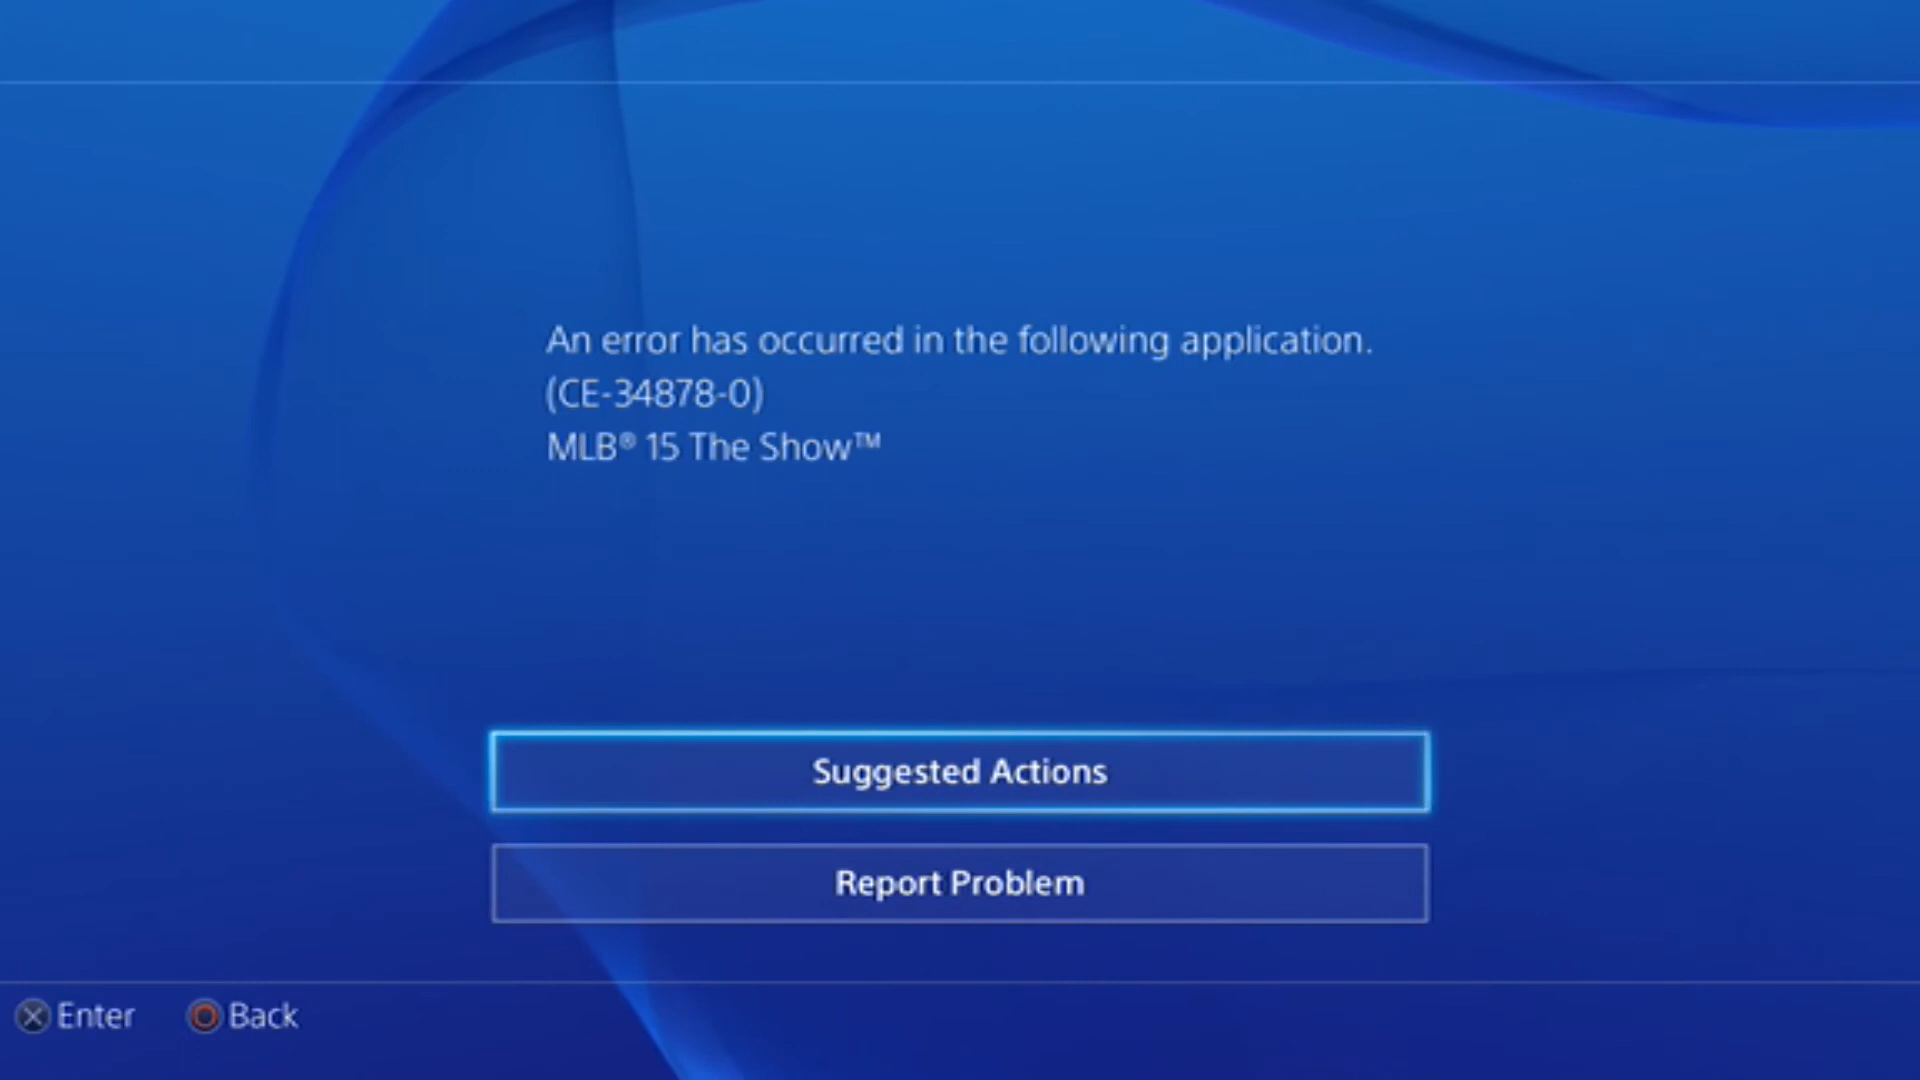 An error has occurred in the following application.
(CE-34878-0)
MLB® 15 The Show™
Suggested Actions
Report Problem
Enter
Back